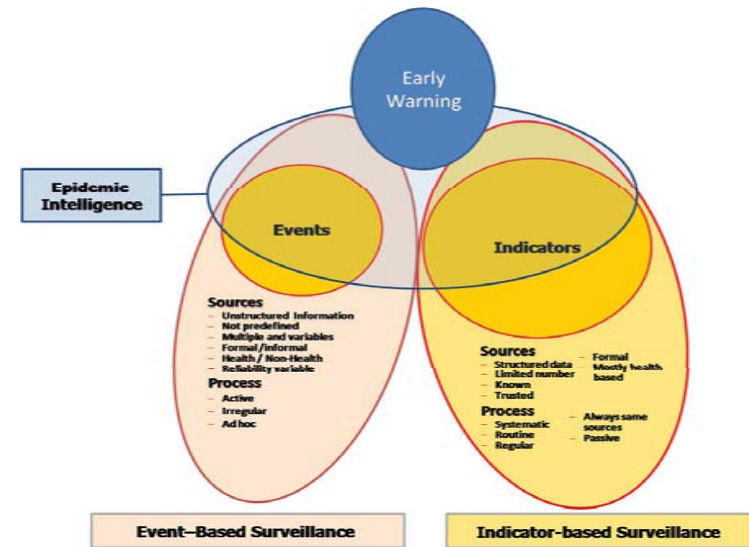 Early
Warning
Epidemic
Intelligence
Events
Indicators
Sources
– Unstructured Information
– Not predefined
– Multiple and variables
– Formal/informal
– Health / Non-Health
– Reliability variable
Process
– Active
– Irregular
– Ad hoc
Sources
– Structured data
– Limited number
– Known
– Trusted
– Formal
– Mostly health
based
Process
– Systematic
– Routine
– Regular
– Always same
sources
– Passive
Event–Based Surveillance
Indicator-based Surveillance